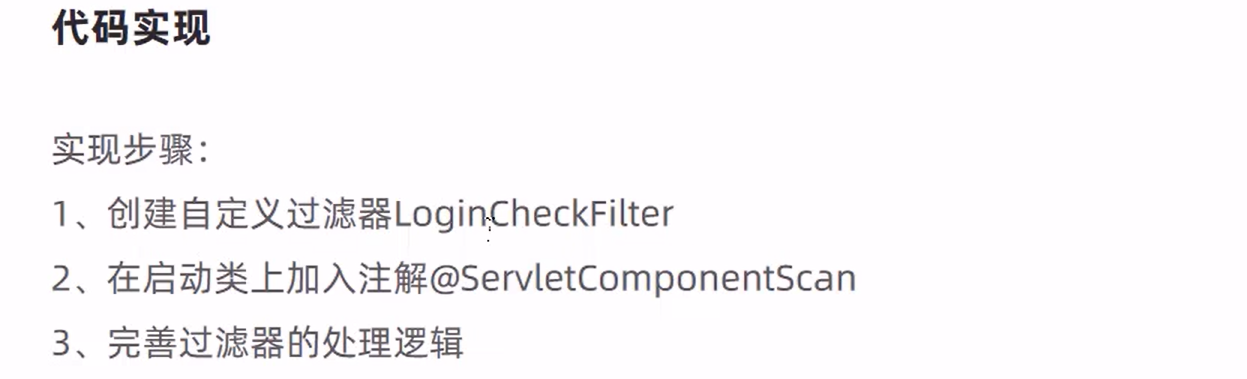 代码实现
实现步骤：
1、创建自定义过滤器LoginCheckFilter
2、在启动类上加入注解@ServletComponentScan
3、完善过滤器的处理逻辑